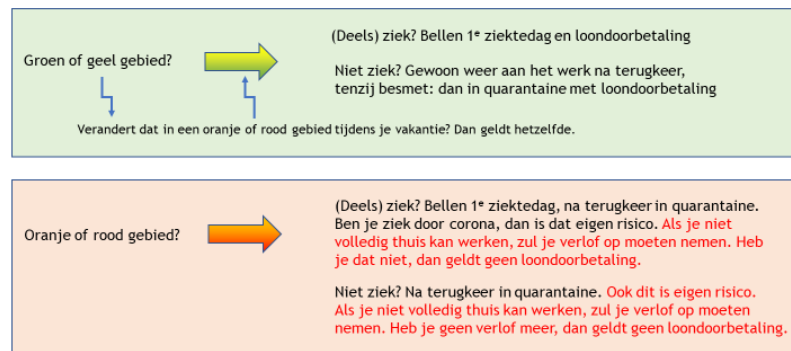 (Deels) ziek? Bellen 1e ziektedag en loondoorbetaling
Groen of geel gebied?
Niet ziek? Gewoon weer aan het werk na terugkeer,
tenzij besmet: dan in quarantaine met loondoorbetaling
Verandert dat in een oranje of rood gebied tijdens je vakantie? Dan geldt hetzelfde.
(Deels) ziek? Bellen 1e ziektedag, na terugkeer in quarantaine.
Ben je ziek door corona, dan is dat eigen risico. Als je niet
volledig thuis kan werken, zul je verlof op moeten nemen. Heb
je dat niet, dan geldt geen loondoorbetaling.
Oranje of rood gebied?
Niet ziek? Na terugkeer in quarantaine. Ook dit is eigen risico.
Als je niet volledig thuis kan werken, zul je verlof op moeten
nemen. Heb je geen verlof meer, dan geldt geen loondoorbetaling.